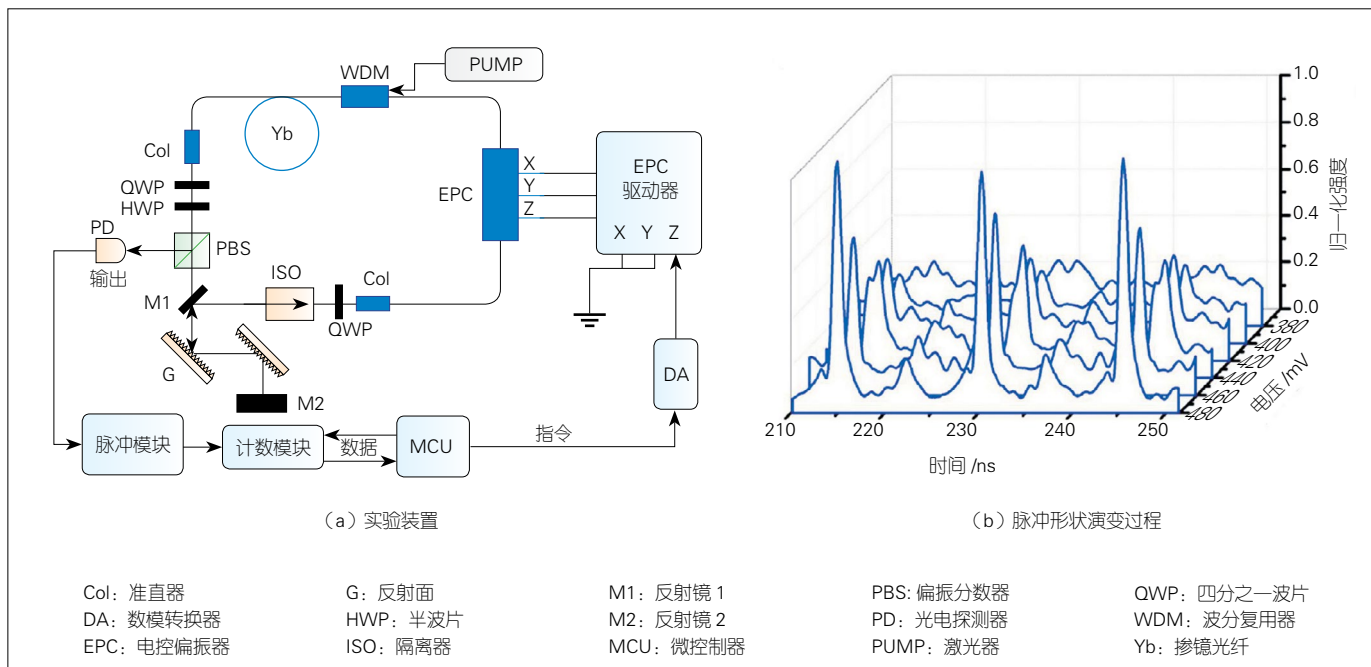 PUMP
WDM
Yb
Col
QWP
HWP
PD
PBS
输出
M1
ISO
Col
QWP
G
M2
EPC
X
Y
Z
EPC
驱动器
X Y Z
DA
脉冲模块
计数模块
数据
MCU
指令
(a)实验装置
1.0
0.8
0.6
0.4
0.2
0.0
归一化强度
380
400
420
440
460
480
电压 /mV
210 220 230 240 250
时间 /ns
(b)脉冲形状演变过程
Col:准直器 G:反射面 M1:反射镜 1 PBS: 偏振分数器 QWP:四分之一波片
DA:数模转换器 HWP:半波片 M2:反射镜 2 PD:光电探测器 WDM:波分复用器
EPC:电控偏振器 ISO:隔离器 MCU:微控制器 PUMP:激光器 Yb:掺镱光纤